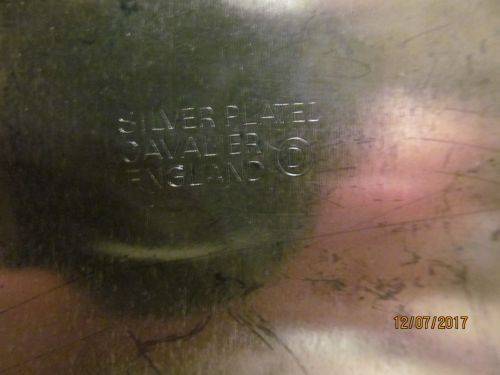 SILVER PLATED
CAVALIER ©
ENGLAND
12/07/2017